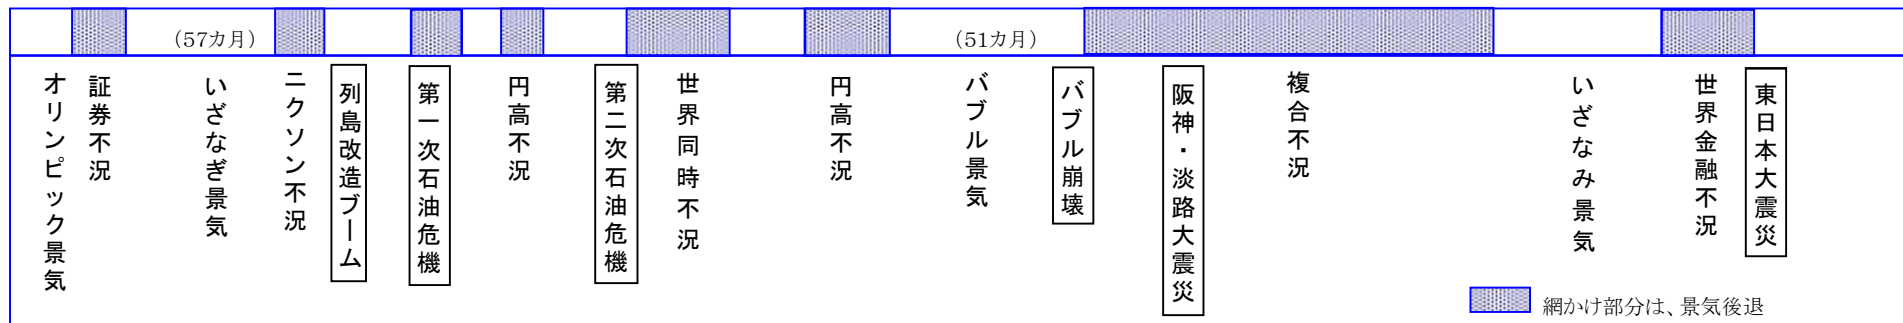 (57カ月)
(51カ月)
オリンピック景気
証券不況
いざなぎ景気
ニクソン不況
列島改造ブーム
第一次石油危機
円高不況
第二次石油危機
世界同時不況
円高不況
バブル景気
バブル崩壊
阪神・淡路大震災
複合不況
いざなみ景気
世界金融不況
東日本大震災
網かけ部分は、景気後退